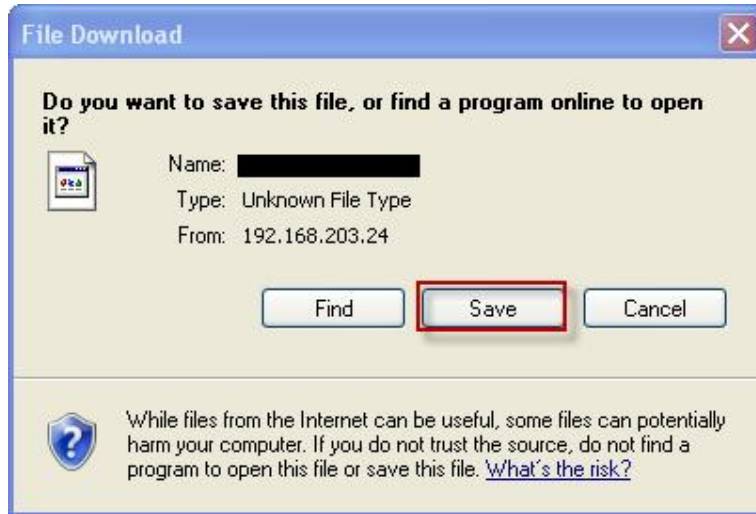 File Download
Do you want to save this file, or find a program online to open
it?
Name:
Type: Unknown File Type
From: 192.168.203.24
Find Save Cancel
While files from the Internet can be useful, some files can potentially
harm your computer. If you do not trust the source, do not find a
program to open this file or save this file. What's the risk?